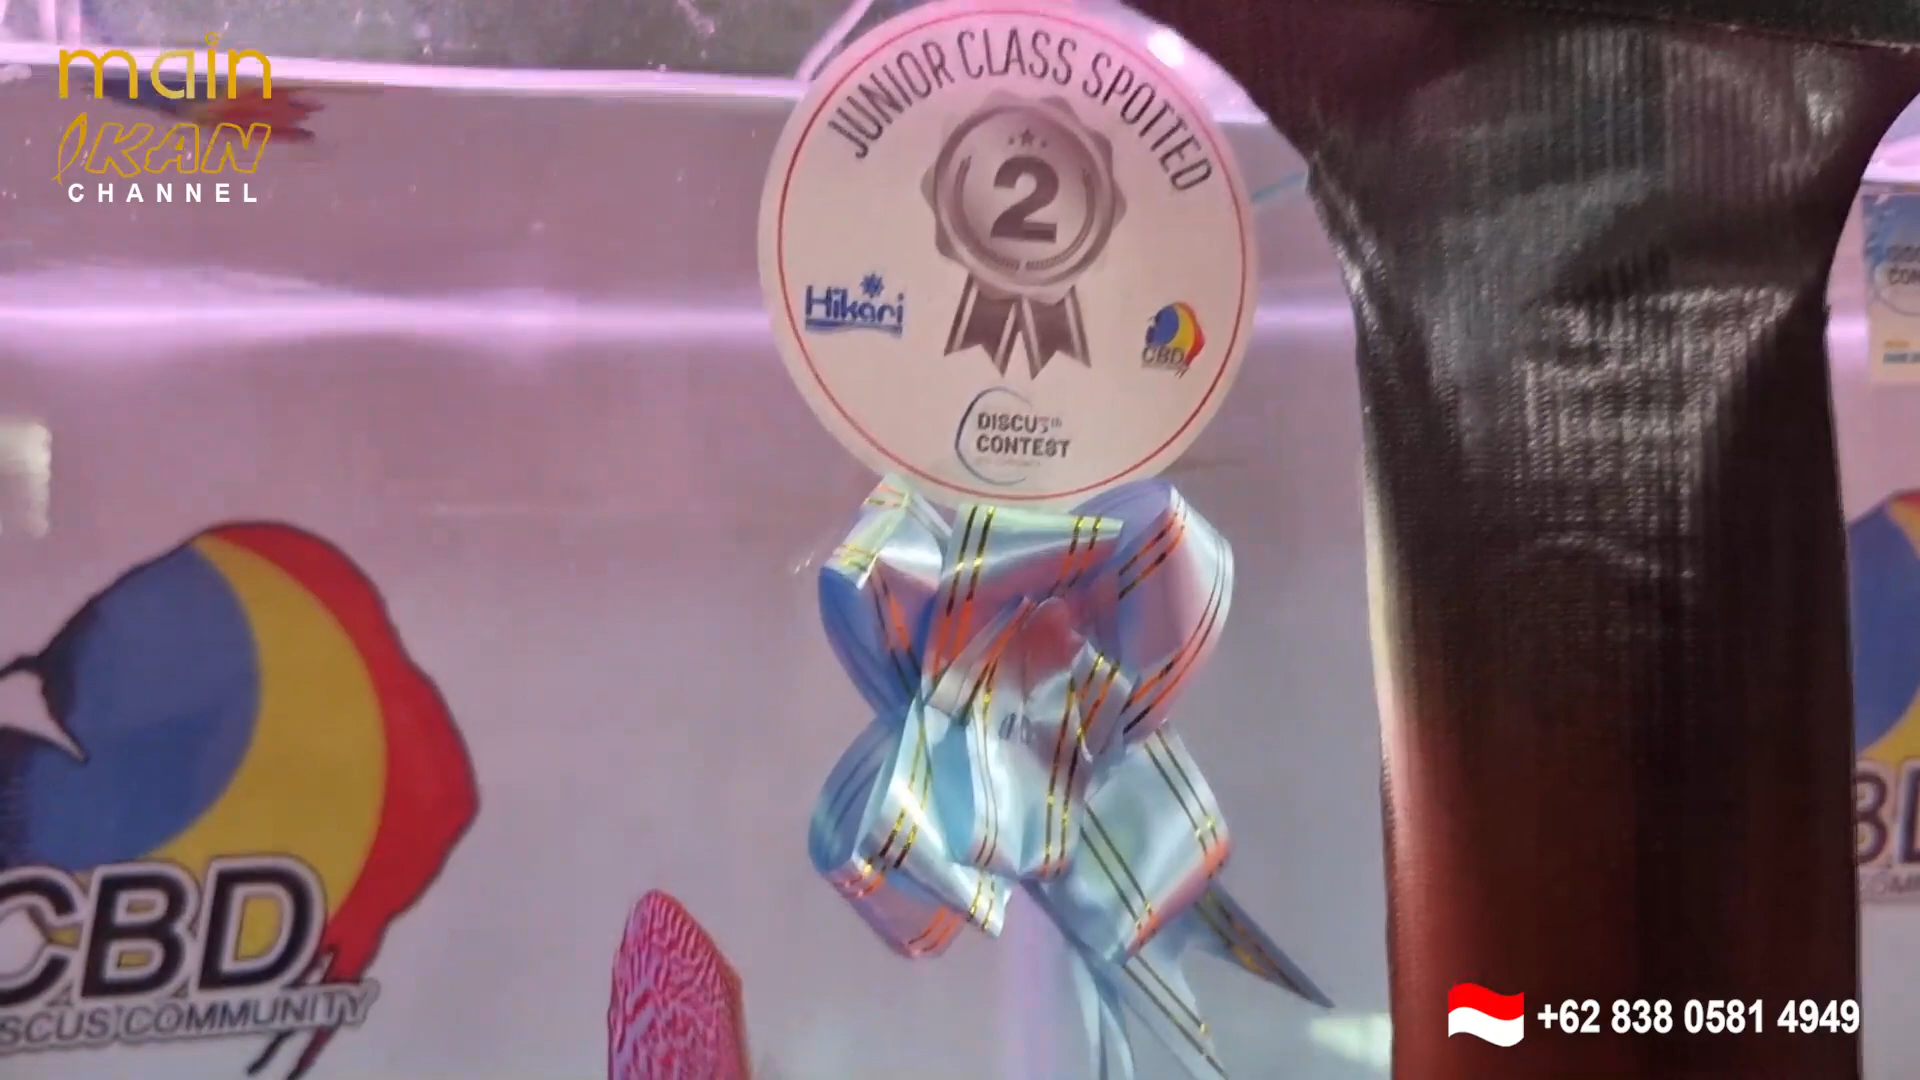 main
IKAN
CHANNEL
JUNIOR CLASS SPOTTED
2
Hikari
CBD
DISCUS
CONTEST
CBD
SCUS COMMUNITY
+62 838 0581 4949